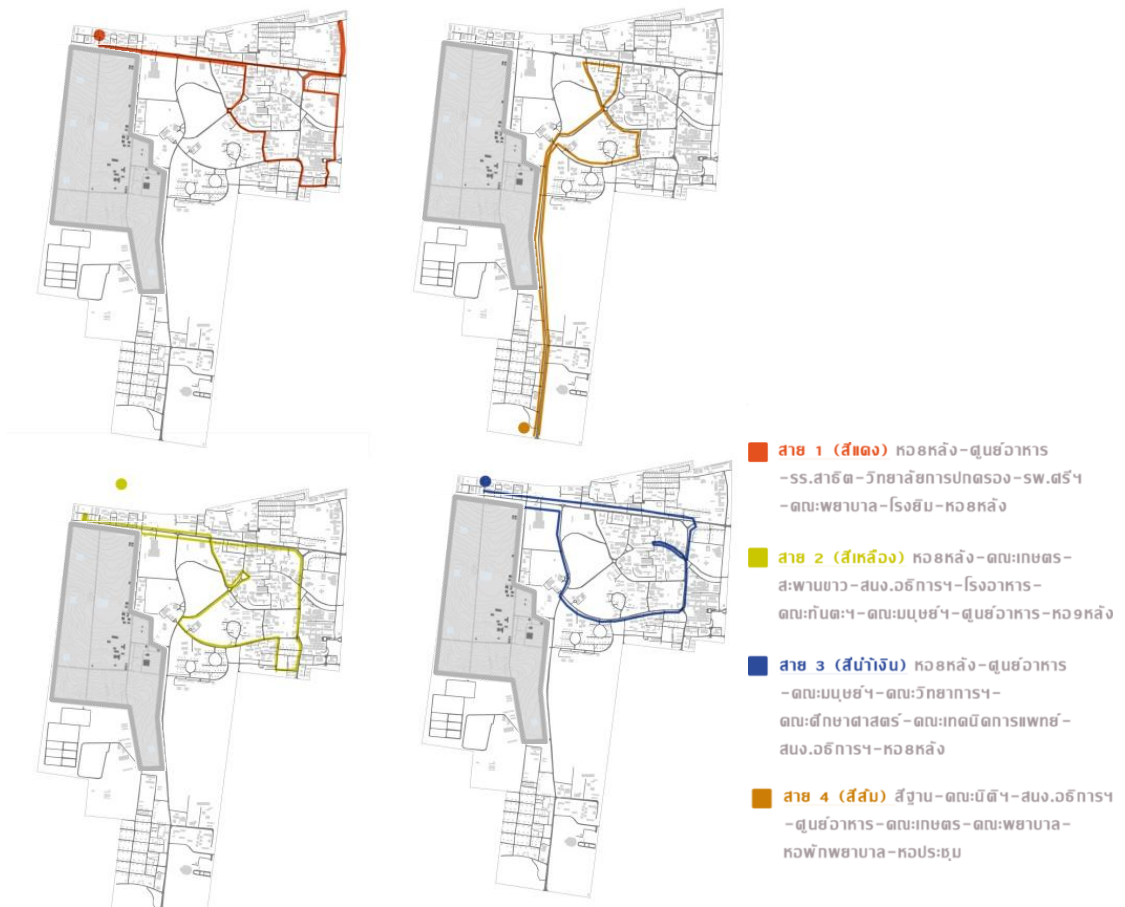 สาย 1 (สีแดง) หอ8หลัง-ศูนย์อาหาร
-รร.สาธิต-วิทยาลัยการปกครอง-รพ.ศรีฯ
-คณะพยาบาล-โรงยิม-หอ8หลัง
สาย 2 (สีเหลือง) หอ8หลัง-คณะเกษตร-
สะพานขาว-สนง.อธิการฯ-โรงอาหาร-
คณะทันตะฯ-คณะมนุษย์ฯ-ศูนย์อาหาร-หอ9หลัง
สาย 3 (สีน้ำเงิน) หอ8หลัง-ศูนย์อาหาร
-คณะมนุษย์ฯ-คณะวิทยาการฯ-
คณะศึกษาศาสตร์-คณะเทคนิคการแพทย์-
สนง.อธิการฯ-หอ8หลัง
สาย 4 (สีส้ม) สีฐาน-คณะนิติฯ-สนง.อธิการฯ
-ศูนย์อาหาร-คณะเกษตร-คณะพยาบาล-
หอพักพยาบาล-หอประชุม